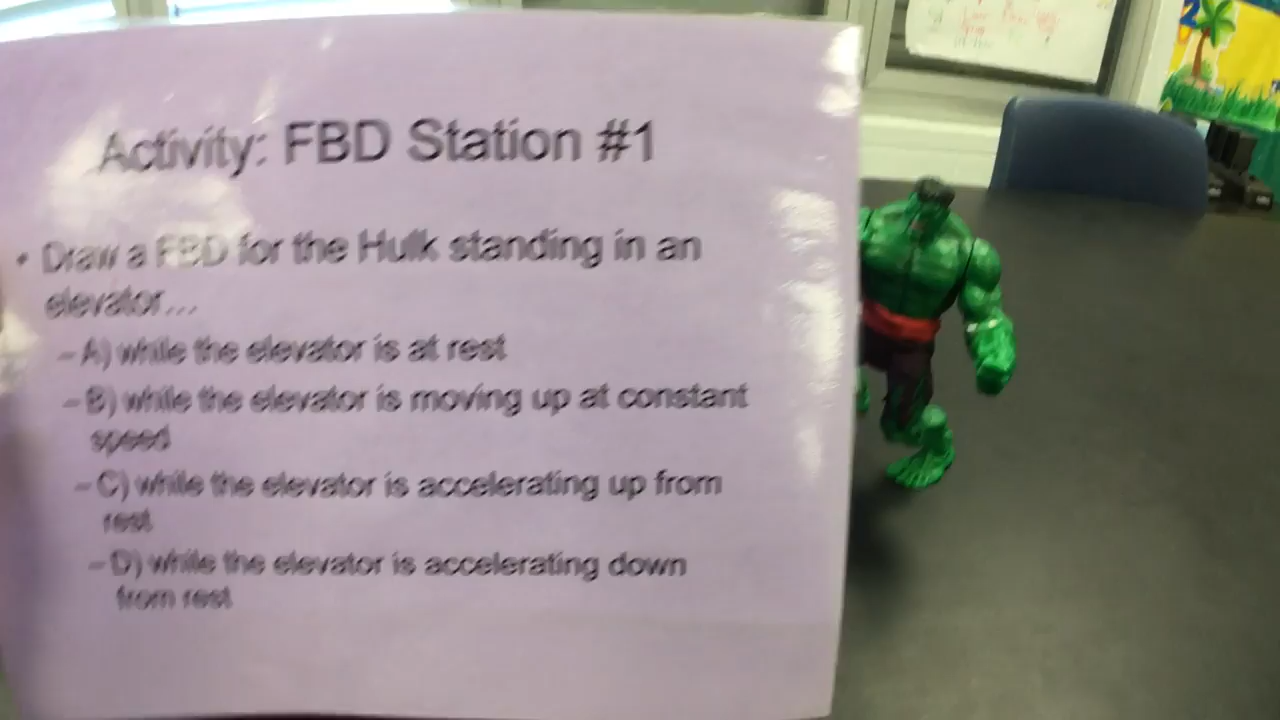 Activity: FBD Station #1
• Draw a FBD for the Hulk standing in an
elevator...
– A) while the elevator is at rest
– B) while the elevator is moving up at constant
speed
– C) while the elevator is accelerating up from
rest
– D) while the elevator is accelerating down
from rest
2